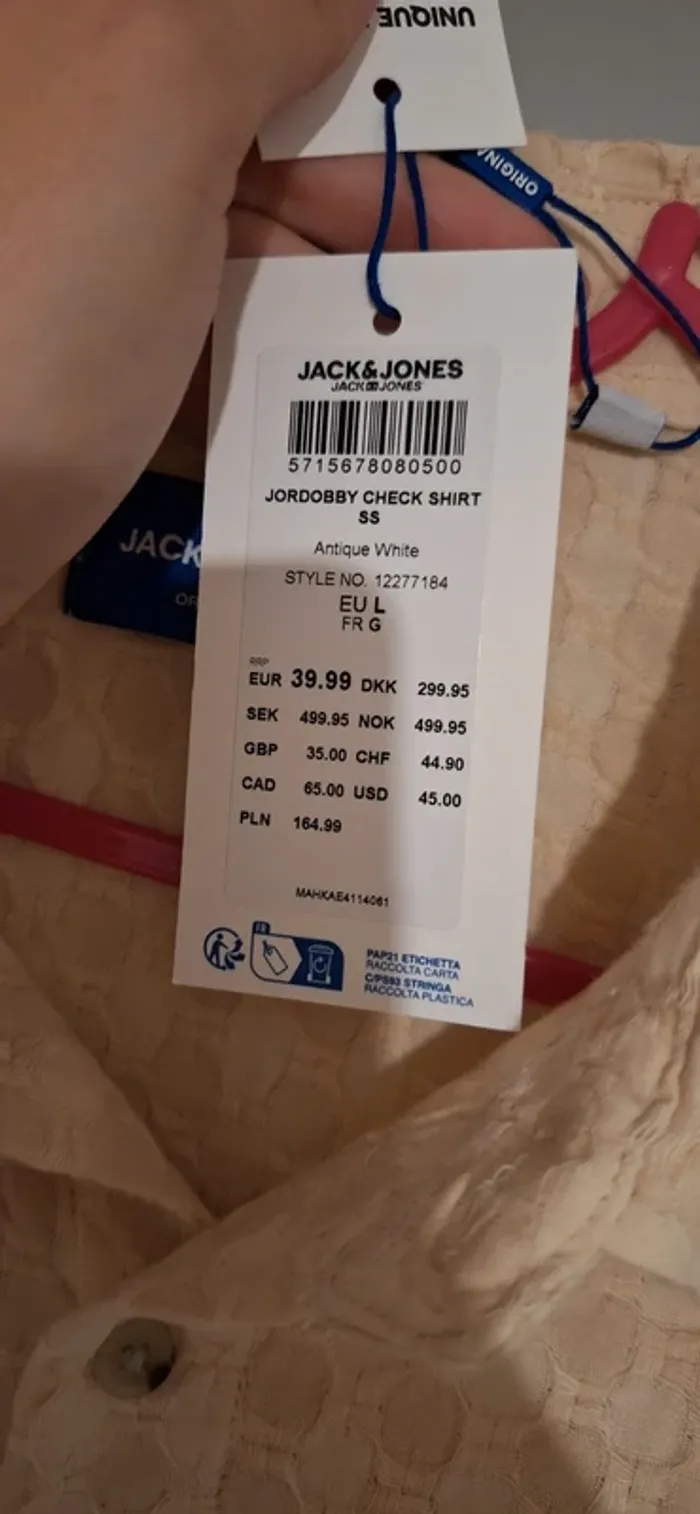 UNIQUE
ORIGINA
JACK
OR
JACK&JONES
JACK&JONES
5715678080500
JORDOBBY CHECK SHIRT
SS
Antique White
STYLE NO. 12277184
EU L
FR G
RRP
EUR 39.99 DKK 299.95
SEK 499.95 NOK 499.95
GBP 35.00 CHF 44.90
CAD 65.00 USD 45.00
PLN 164.99
MAHKAE4114061
FR
PAP21 ETICHETTA
RACCOLTA CARTA
C/PS93 STRINGA
RACCOLTA PLASTICA